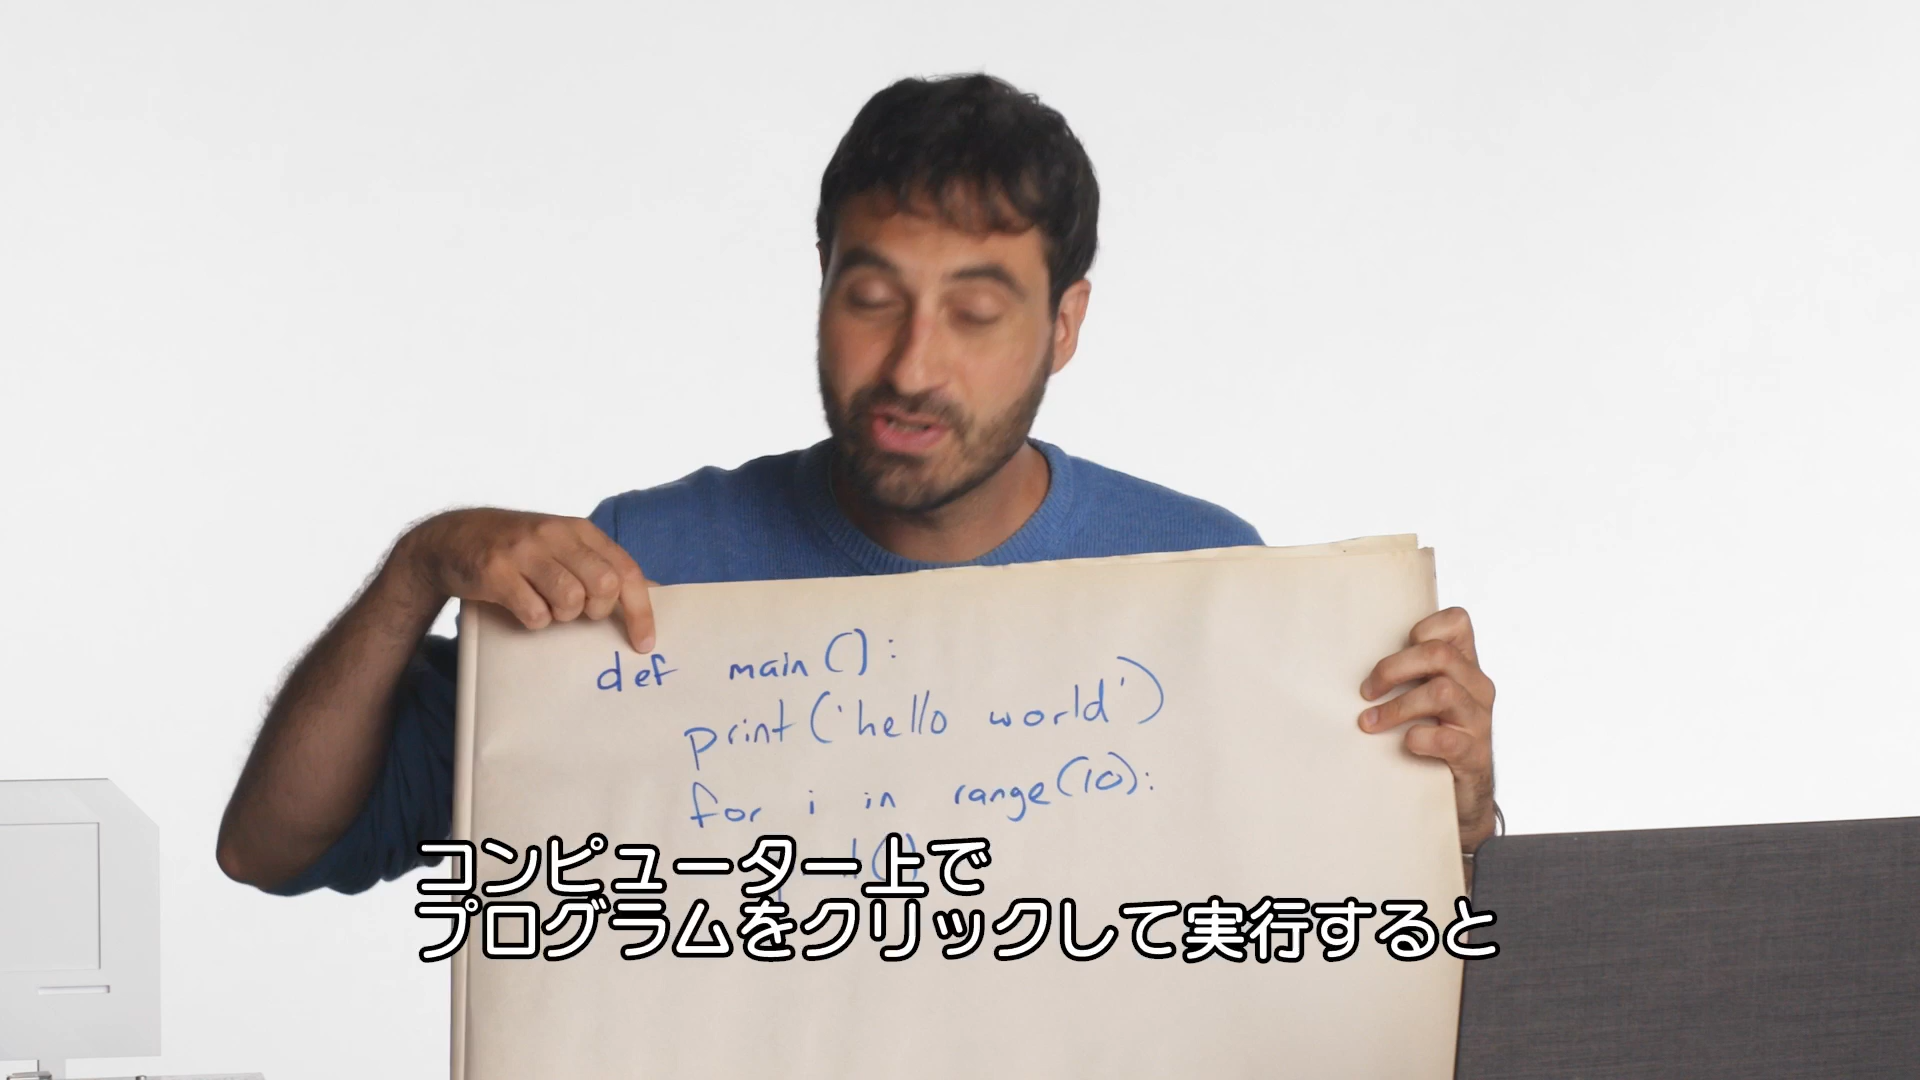 def main():
print('hello world')
for i in range(10):
コンピューター上で
プログラムをクリックして実行すると